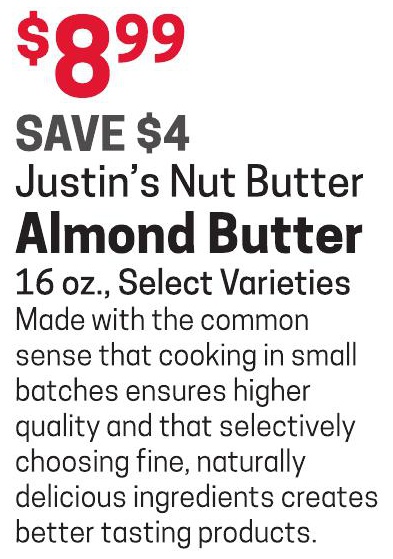 $8.99
SAVE $4
Justin's Nut Butter
Almond Butter
16 oz., Select Varieties
Made with the common
sense that cooking in small
batches ensures higher
quality and that selectively
choosing fine, naturally
delicious ingredients creates
better tasting products.